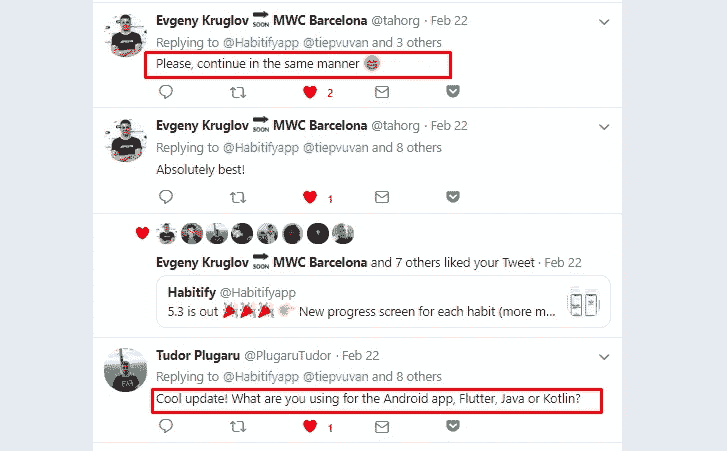 Evgeny Kruglov SOON MWC Barcelona @tahorg · Feb 22
Replying to @Habitifyapp @tiepvuvan and 3 others
Please, continue in the same manner
2
Evgeny Kruglov SOON MWC Barcelona @tahorg · Feb 22
Replying to @Habitifyapp @tiepvuvan and 8 others
Absolutely best!
1
Evgeny Kruglov SOON MWC Barcelona and 7 others liked your Tweet · Feb 22
Habitify @Habitifyapp
5.3 is out 🎉🎉🎉 👉 New progress screen for each habit (more m...
Tudor Plugaru @PlugaruTudor · Feb 22
Replying to @Habitifyapp @tiepvuvan and 8 others
Cool update! What are you using for the Android app, Flutter, Java or Kotlin?
1